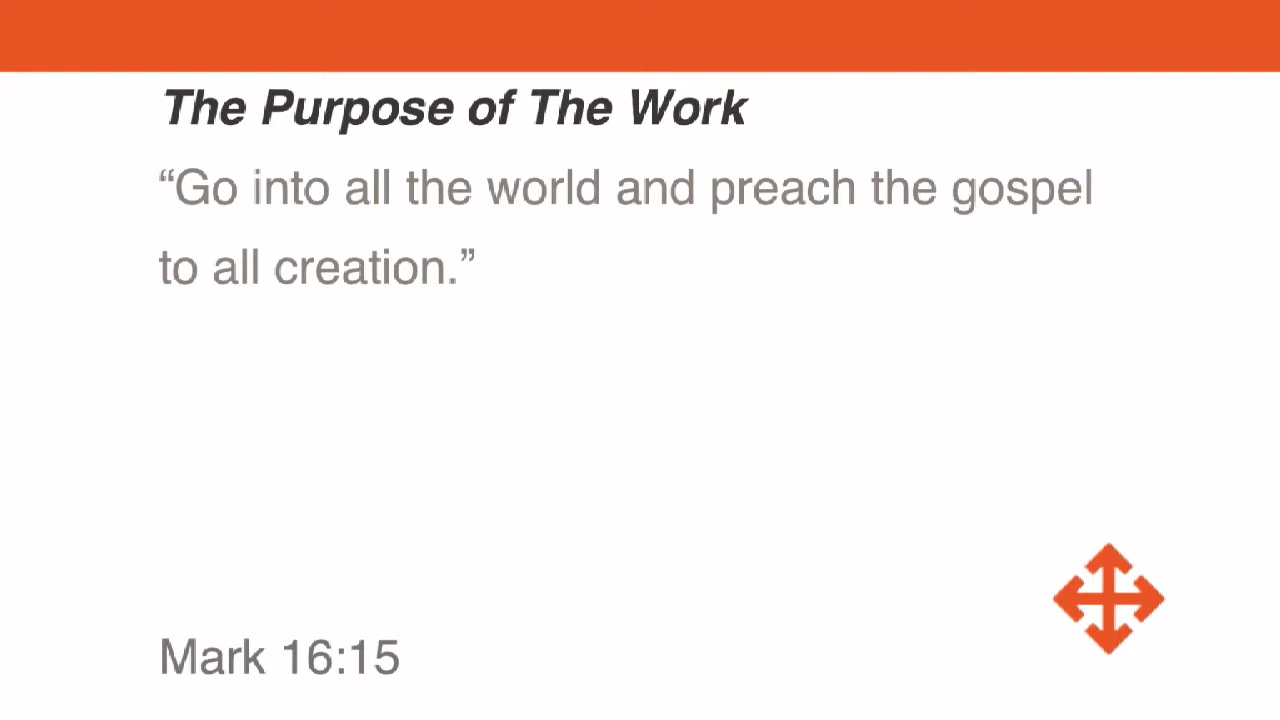 The Purpose of The Work
“Go into all the world and preach the gospel
to all creation.”
Mark 16:15